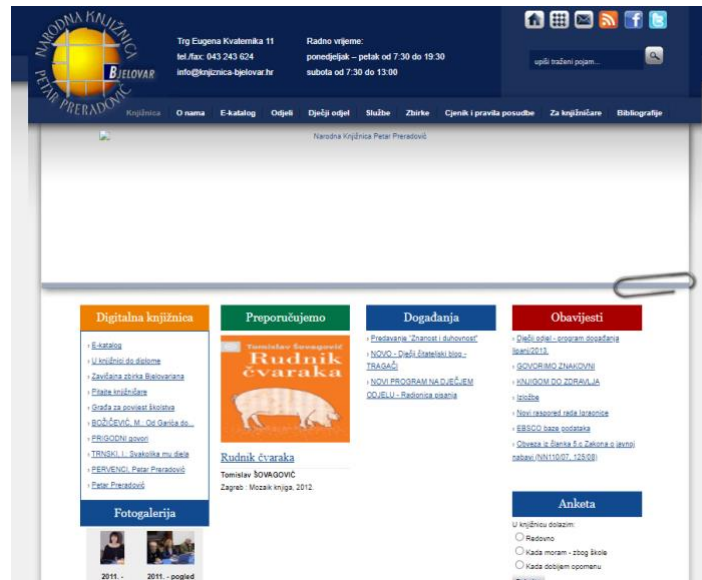 NARODNA KNJIŽNICA
PETAR PRERADOVIĆ
BJELOVAR
Trg Eugena Kvaternika 11
tel./fax: 043 243 624
info@knjiznica-bjelovar.hr
Radno vrijeme:
ponedjeljak – petak od 7:30 do 19:30
subota od 7:30 do 13:00
upiši traženi pojam...
Knjižnica O nama E-katalog Odjeli Dječji odjel Službe Zbirke Cjenik i pravila posudbe Za knjižničare Bibliografije
Narodna Knjižnica Petar Preradović
Digitalna knjižnica
› E-katalog
› U knjižnici do diplome
› Zavičajna zbirka Bjelovariana
› Pitajte knjižničare
› Građa za povijest školstva
› BOŽIČEVIĆ, M.: Od Garića do...
› PRIGODNI govori
› TRNSKI, I.: Svakolika mu djela
› PERVENCI, Petar Preradović
› Petar Preradović
Fotogalerija
2011. -
2011. - pogled
Preporučujemo
Tomislav Šovagović
Rudnik
čvaraka
Rudnik čvaraka
Tomislav ŠOVAGOVIĆ
Zagreb : Mozaik knjiga, 2012.
Događanja
› Predavanje "Znanost i duhovnost"
› NOVO - Dječji čitateljski blog -
TRAGAČI
› NOVI PROGRAM NA DJEČJEM
ODJELU - Radionica pisanja
Obavijesti
› Dječji odjel - program događanja
lipanj/2013.
› GOVORIMO ZNAKOVNI
› KNJIGOM DO ZDRAVLJA
› Izložbe
› Novi raspored rada Igraonice
› EBSCO baze podataka
› Obveza iz članka 5.c Zakona o javnoj
nabavi (NN110/07, 125/08)
Anketa
U knjižnicu dolazim:
Redovno
Kada moram - zbog škole
Kada dobijem opomenu